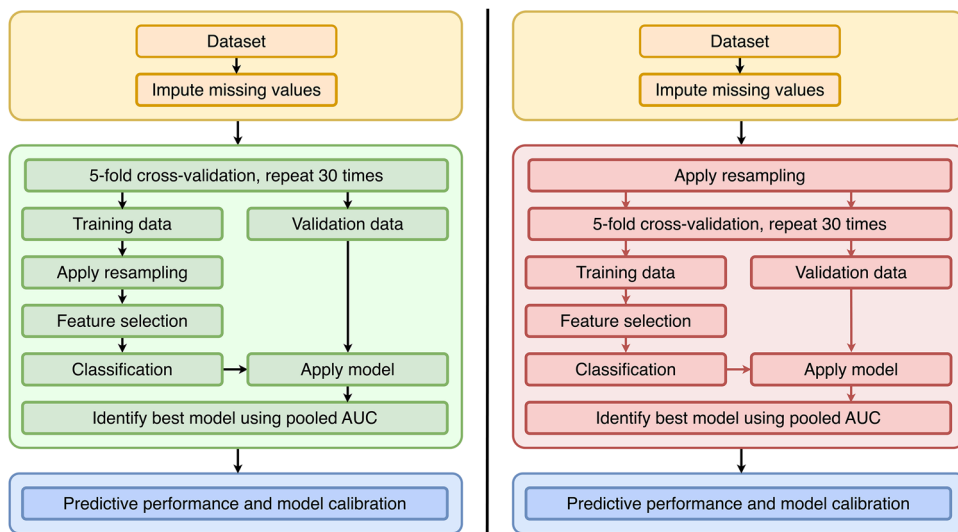 Dataset
Impute missing values
5-fold cross-validation, repeat 30 times
Training data
Validation data
Apply resampling
Feature selection
Classification
Apply model
Identify best model using pooled AUC
Predictive performance and model calibration
Dataset
Impute missing values
Apply resampling
5-fold cross-validation, repeat 30 times
Training data
Validation data
Feature selection
Classification
Apply model
Identify best model using pooled AUC
Predictive performance and model calibration